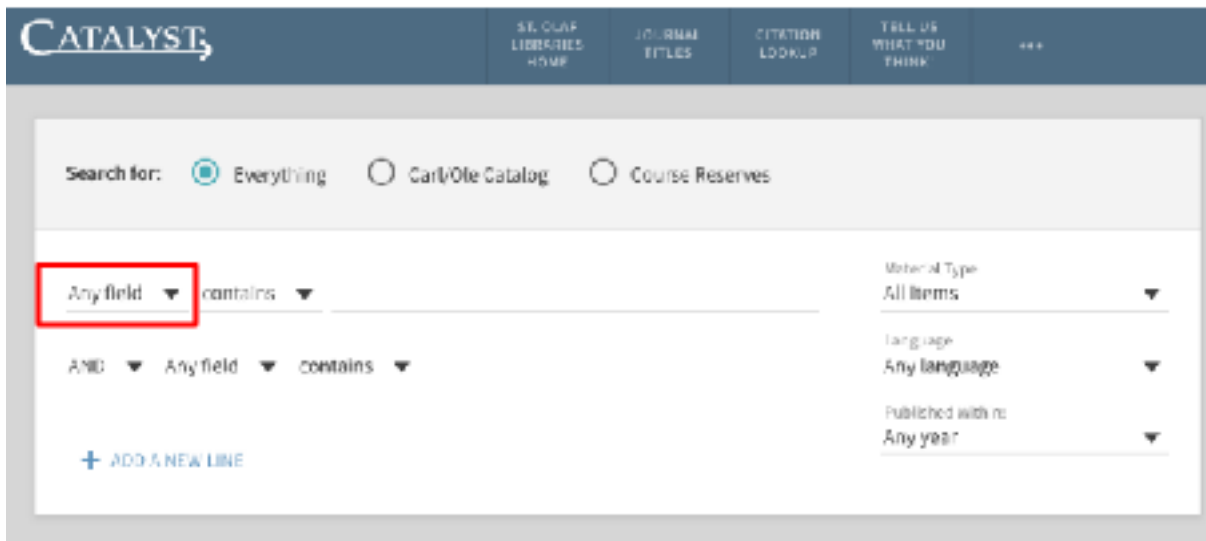 CATALYST
ST. OLAF
LIBRARIES
HOME
JOURNAL
TITLES
CITATION
LOOKUP
TELL US
WHAT YOU
THINK!
Search for:
Everything
Carl/Ole Catalog
Course Reserves
Any field
contains
AND
Any field
contains
ADD A NEW LINE
Material Type
All items
Language
Any language
Published within:
Any year